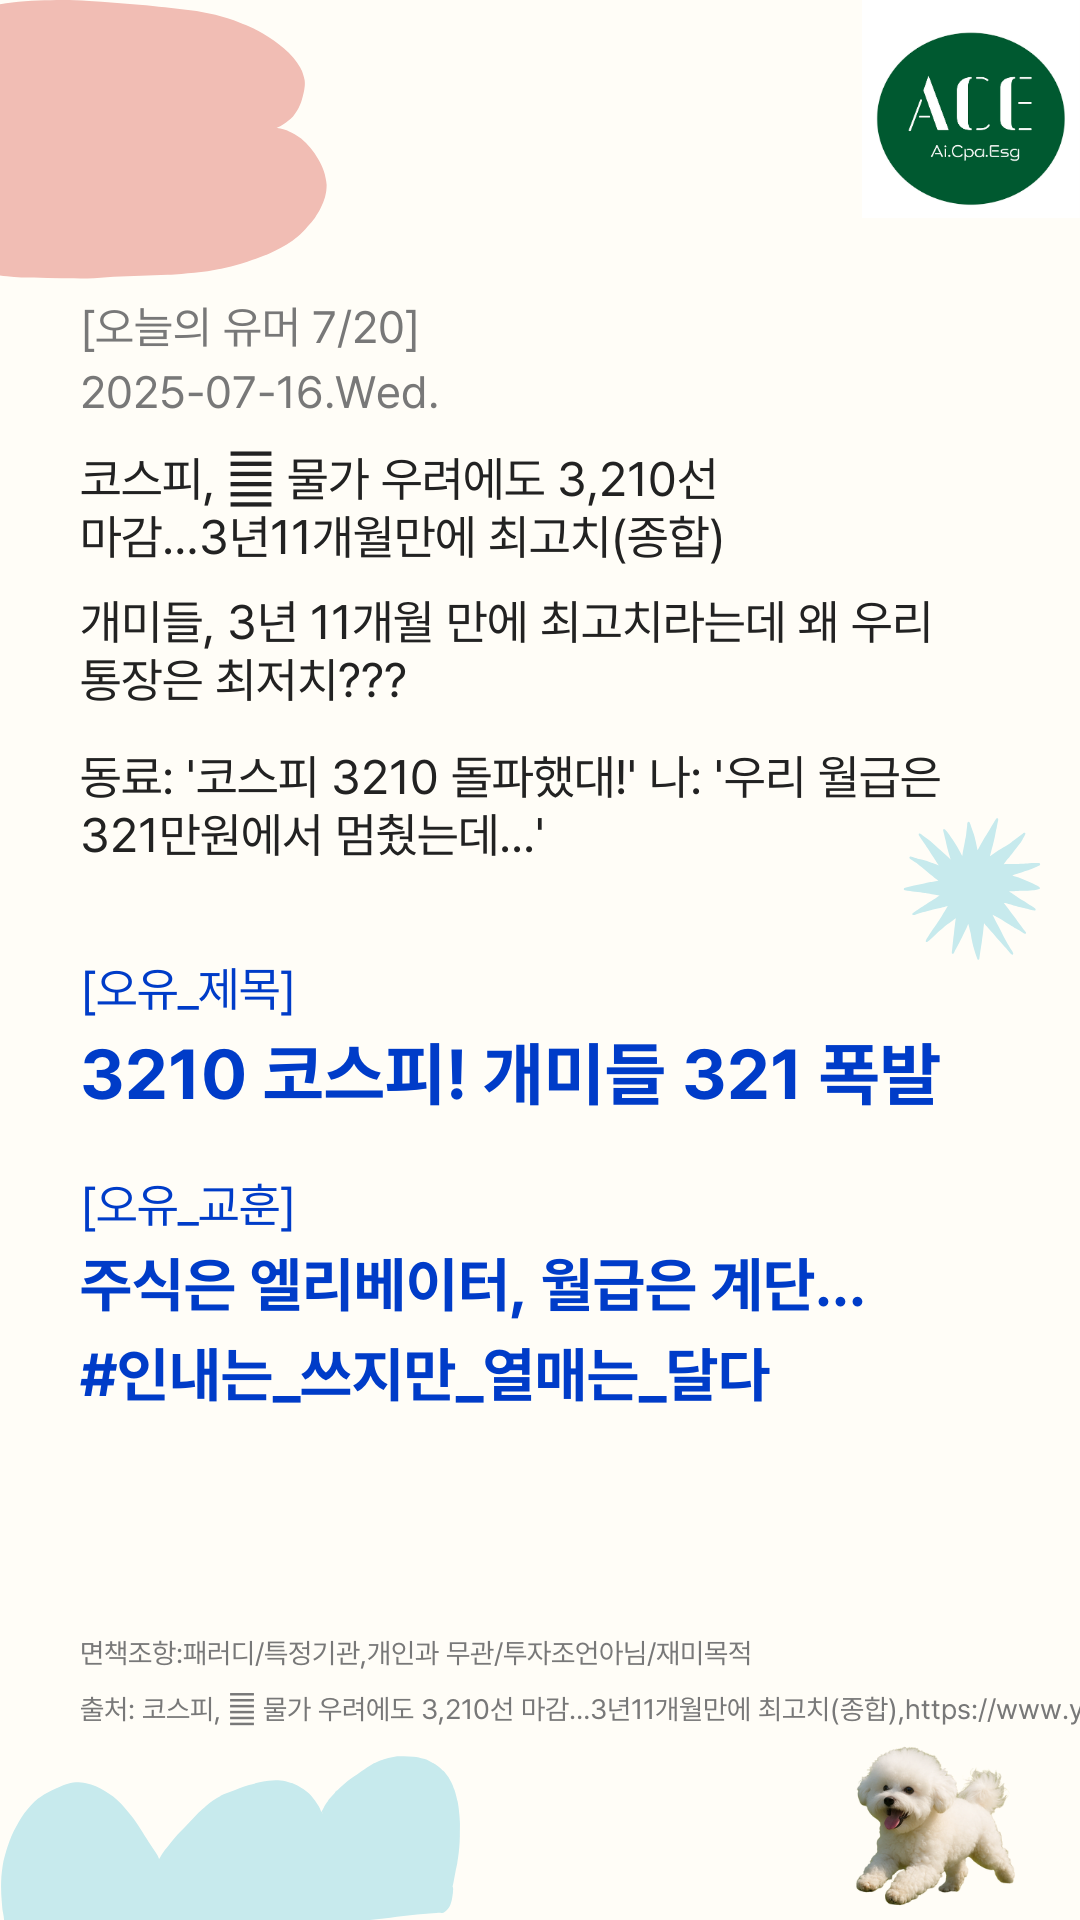 ACE
Ai.Cpa.Esg
[오늘의 유머 7/20]
2025-07-16.Wed.
코스피, 물가 우려에도 3,210선
마감...3년11개월만에 최고치(종합)
개미들, 3년 11개월 만에 최고치라는데 왜 우리
통장은 최저치???
동료: '코스피 3210 돌파했대!' 나: '우리 월급은
321만원에서 멈췄는데...'
[오유_제목]
3210 코스피! 개미들 321 폭발
[오유_교훈]
주식은 엘리베이터, 월급은 계단...
#인내는_쓰지만_열매는_달다
면책조항:패러디/특정기관,개인과 무관/투자조언아님/재미목적
출처: 코스피, 물가 우려에도 3,210선 마감...3년11개월만에 최고치(종합),https://www.y